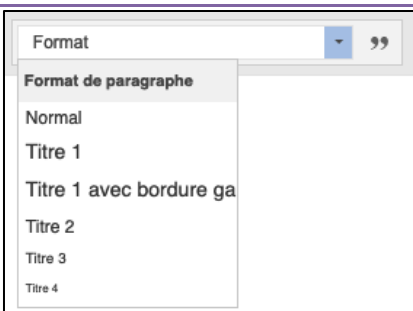 Format ”
Format de paragraphe
Normal
Titre 1
Titre 1 avec bordure ga
Titre 2
Titre 3
Titre 4